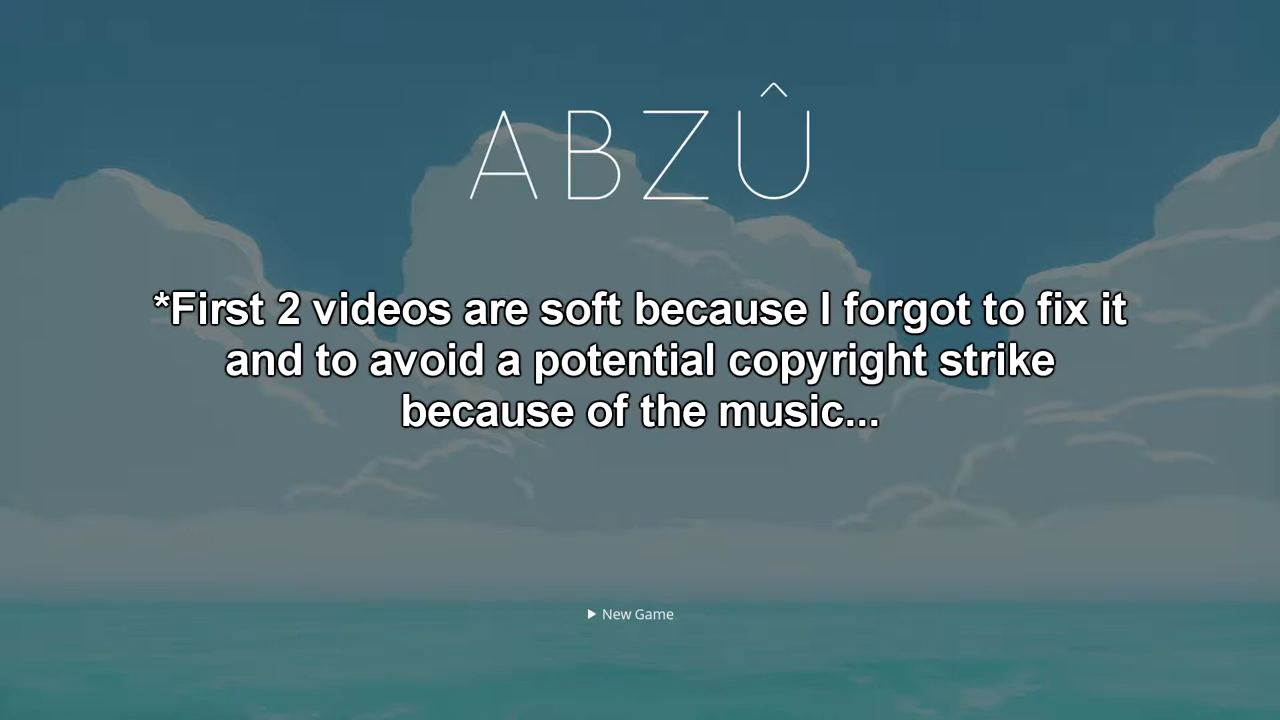 ABZÛ
*First 2 videos are soft because I forgot to fix it
and to avoid a potential copyright strike
because of the music...
New Game